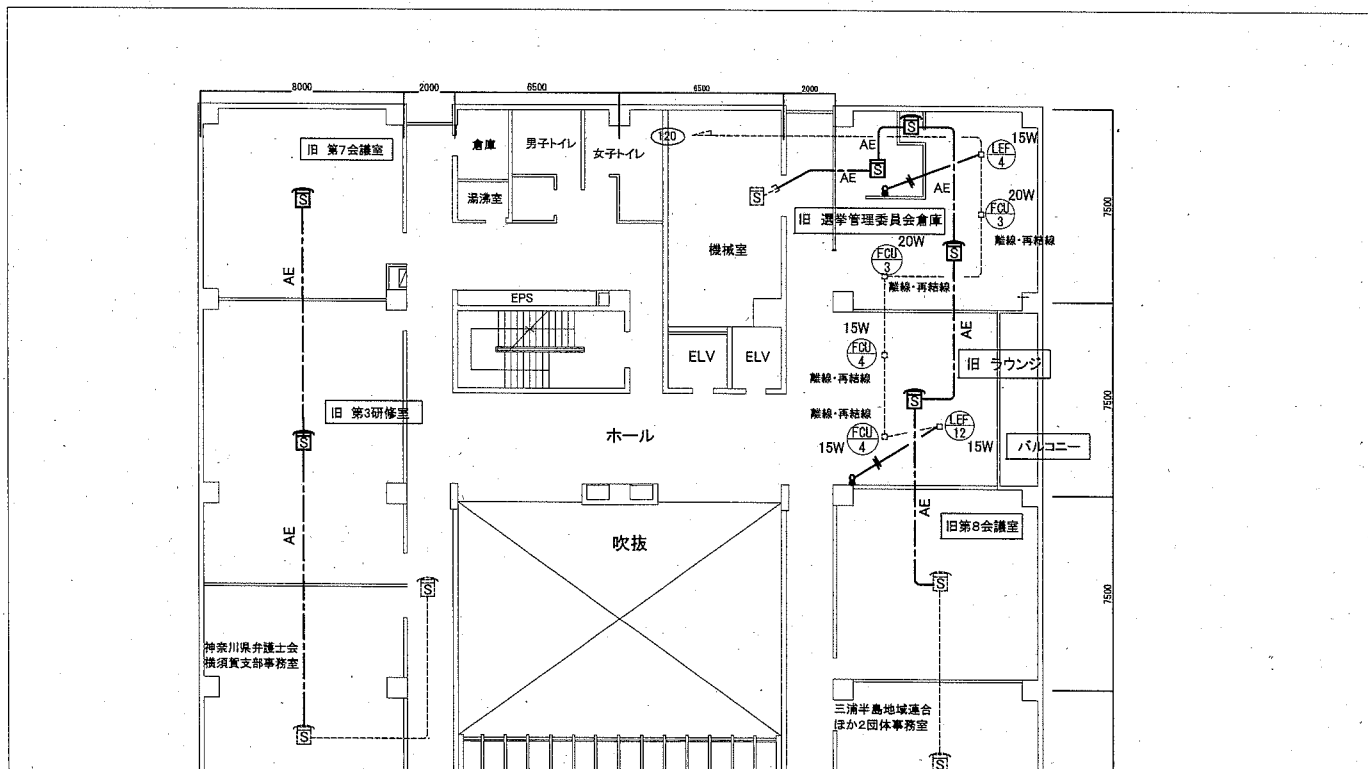 8000
2000
6500
6500
2000
旧 第7会議室
倉庫
男子トイレ
女子トイレ
120
湯沸室
機械室
S
S
S
S
AE
AE
AE
15W
LEF
4
20W
FCU
3
離線・再結線
旧 選挙管理委員会倉庫
20W
FCU
3
離線・再結線
S
7500
AE
EPS
ELV
ELV
15W
FCU
4
離線・再結線
AE
旧 ラウンジ
S
旧 第3研修室
S
ホール
離線・再結線
FCU
4
15W
LEF
12
15W
バルコニー
7500
AE
吹抜
AE
旧第8会議室
S
S
7500
神奈川県弁護士会
横須賀支部事務室
S
三浦半島地域連合
ほか2団体事務室
S